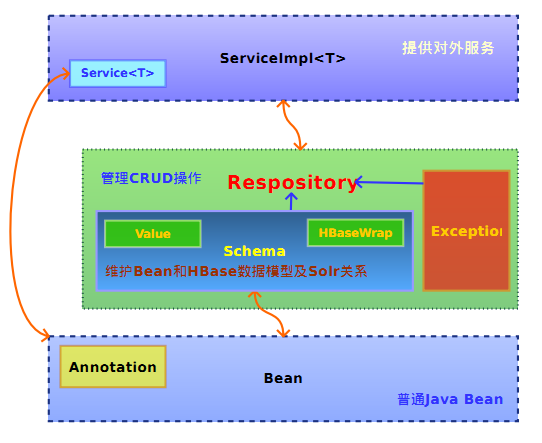 提供对外服务
ServiceImpl<T>
Service<T>
管理CRUD操作
Respository
Value
HBaseWrap
Exception
Schema
维护Bean和HBase数据模型及Solr关系
Annotation
Bean
普通Java Bean